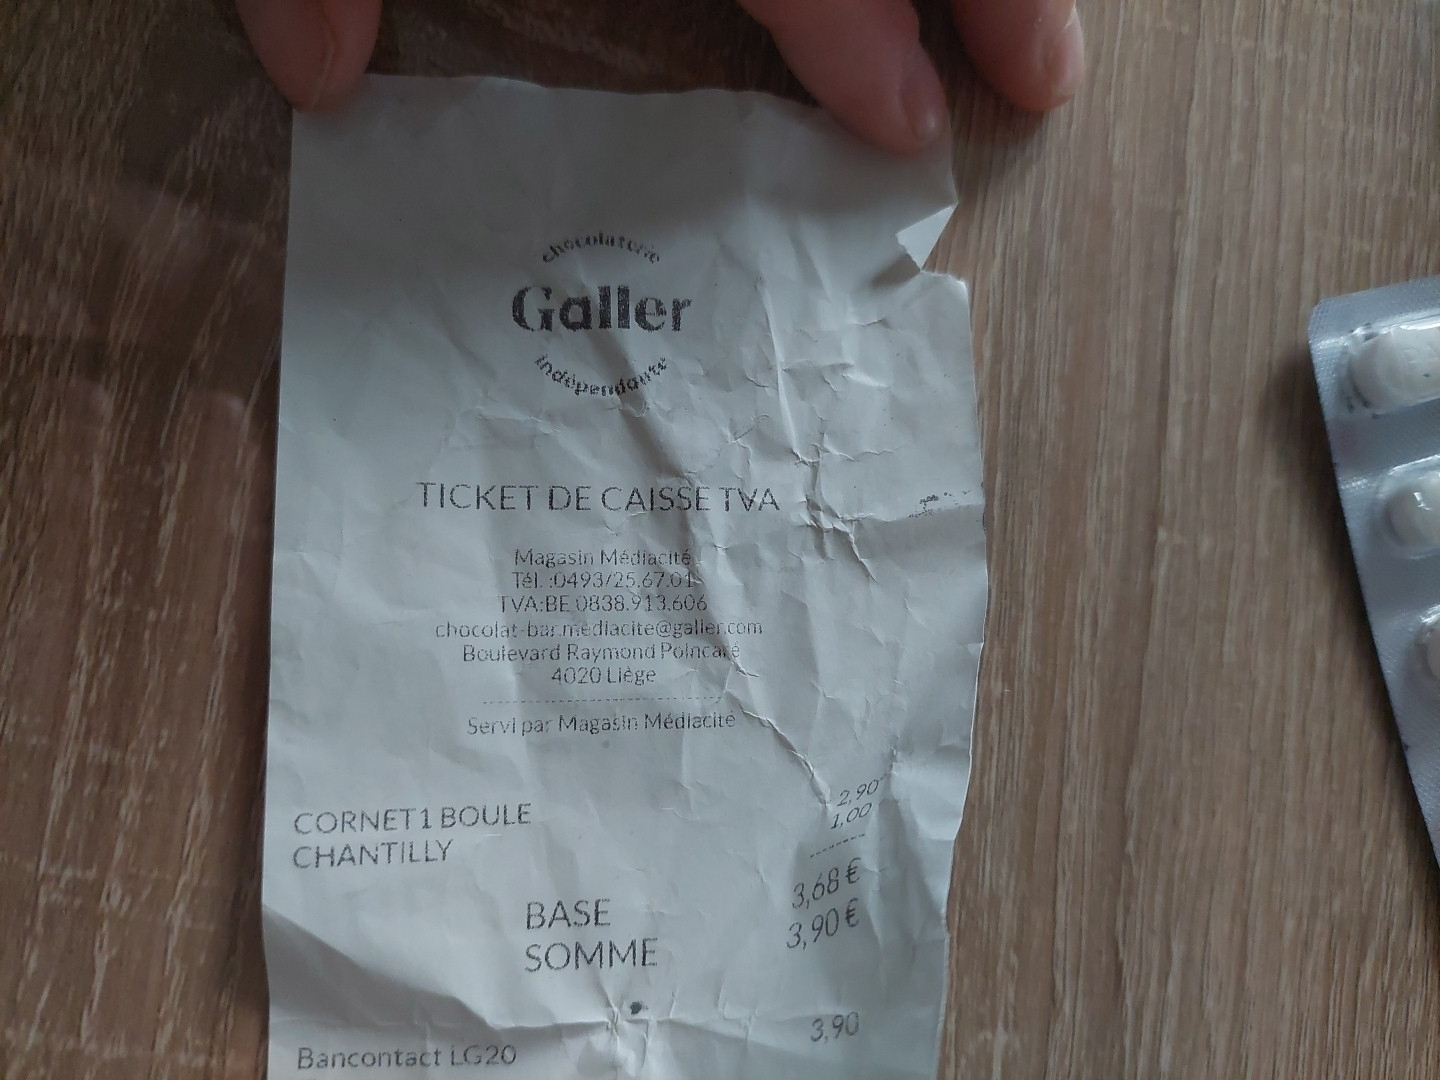 chocolaterie
Galler
indépendante
TICKET DE CAISSE TVA
Magasin Médiacité
Tél. :0493/25.67.01
TVA:BE 0838.913.606
chocolat-bar.mediacite@galler.com
Boulevard Raymond Poincaré
4020 Liège
Servi par Magasin Médiacité
CORNET 1 BOULE 2,90
CHANTILLY 1,00
BASE 3,68 €
SOMME 3,90 €
Bancontact LG20 3,90